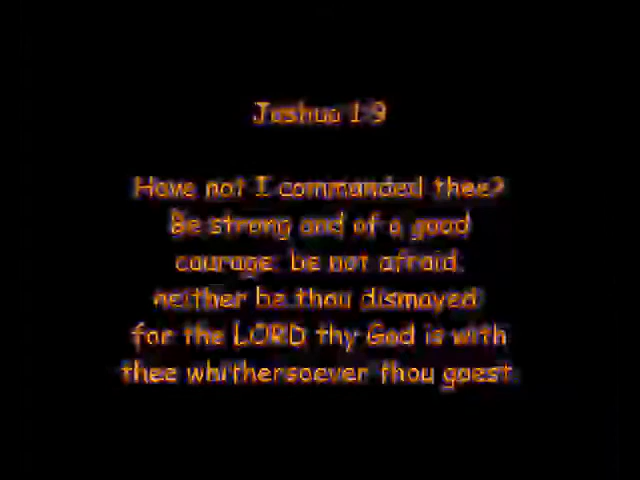 Joshua 1:9
Have not I commanded thee?
Be strong and of a good
courage; be not afraid,
neither be thou dismayed:
for the LORD thy God is with
thee whithersoever thou goest.